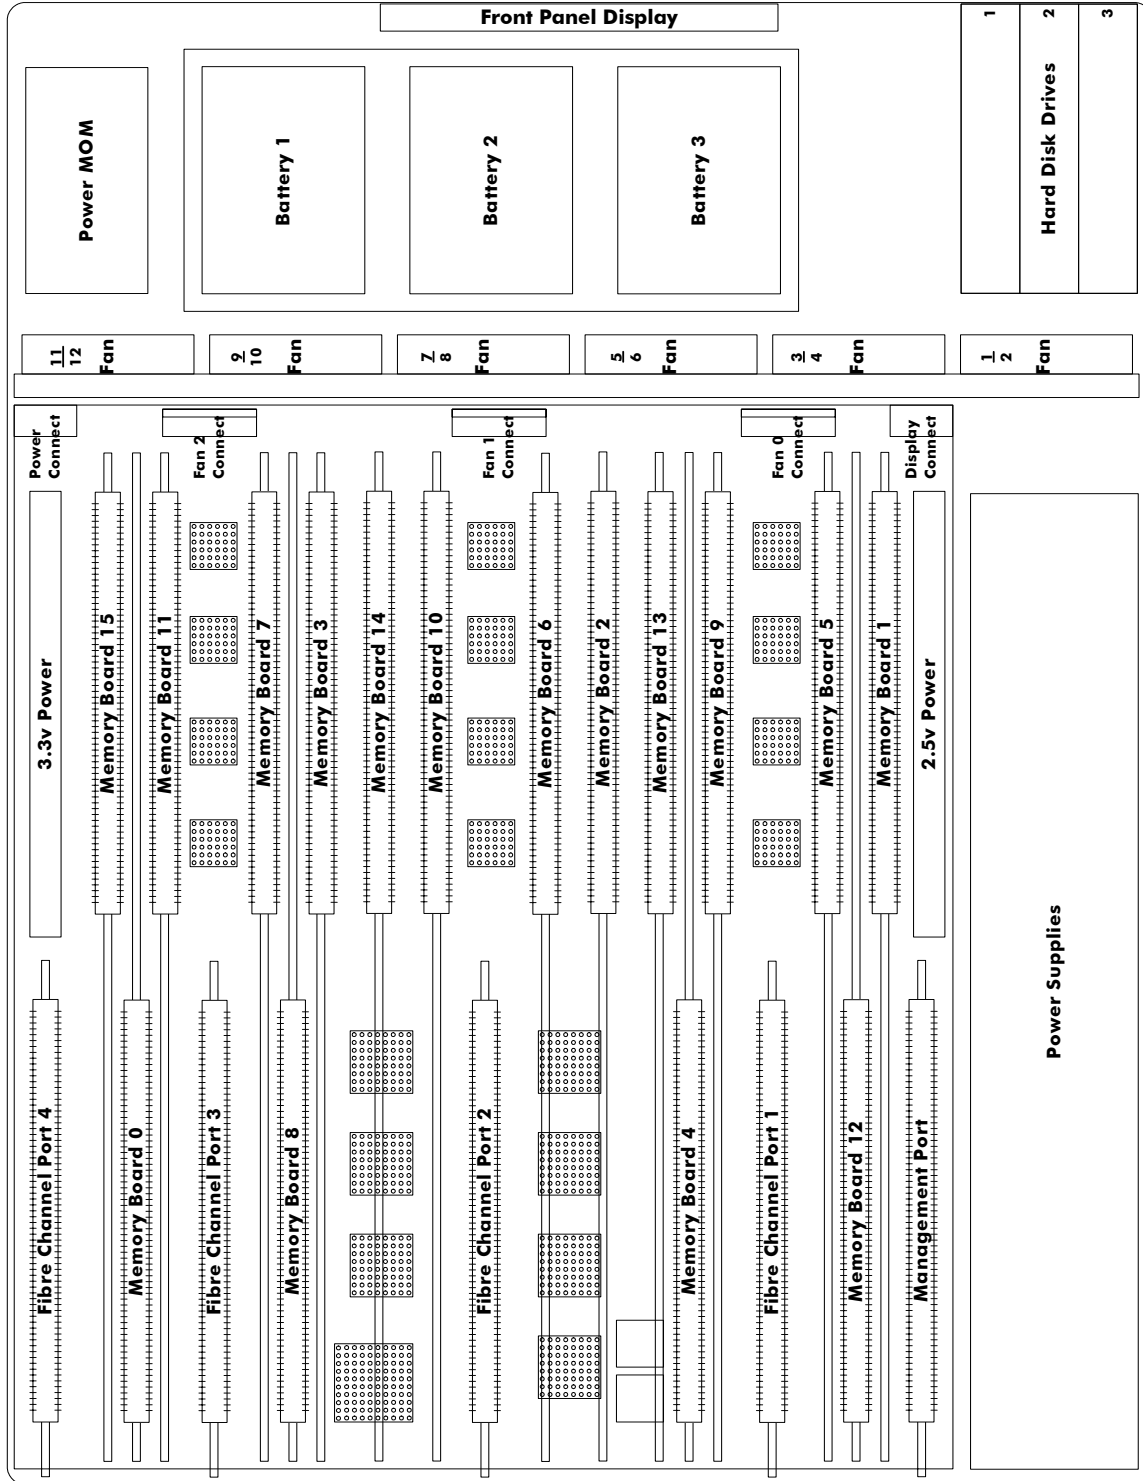 Front Panel Display
1
2
3
Power MOM
Battery 1
Battery 2
Battery 3
Hard Disk Drives
11
12
Fan
9
10
Fan
7
8
Fan
5
6
Fan
3
4
Fan
1
2
Fan
Power
Connect
Fan 2
Connect
Fan 1
Connect
Fan 0
Connect
Display
Connect
3.3v Power
Memory Board 15
Memory Board 11
Memory Board 7
Memory Board 3
Memory Board 14
Memory Board 10
Memory Board 6
Memory Board 2
Memory Board 13
Memory Board 9
Memory Board 5
Memory Board 1
2.5v Power
Power Supplies
Fibre Channel Port 4
Memory Board 0
Fibre Channel Port 3
Memory Board 8
Fibre Channel Port 2
Memory Board 4
Fibre Channel Port 1
Memory Board 12
Management Port